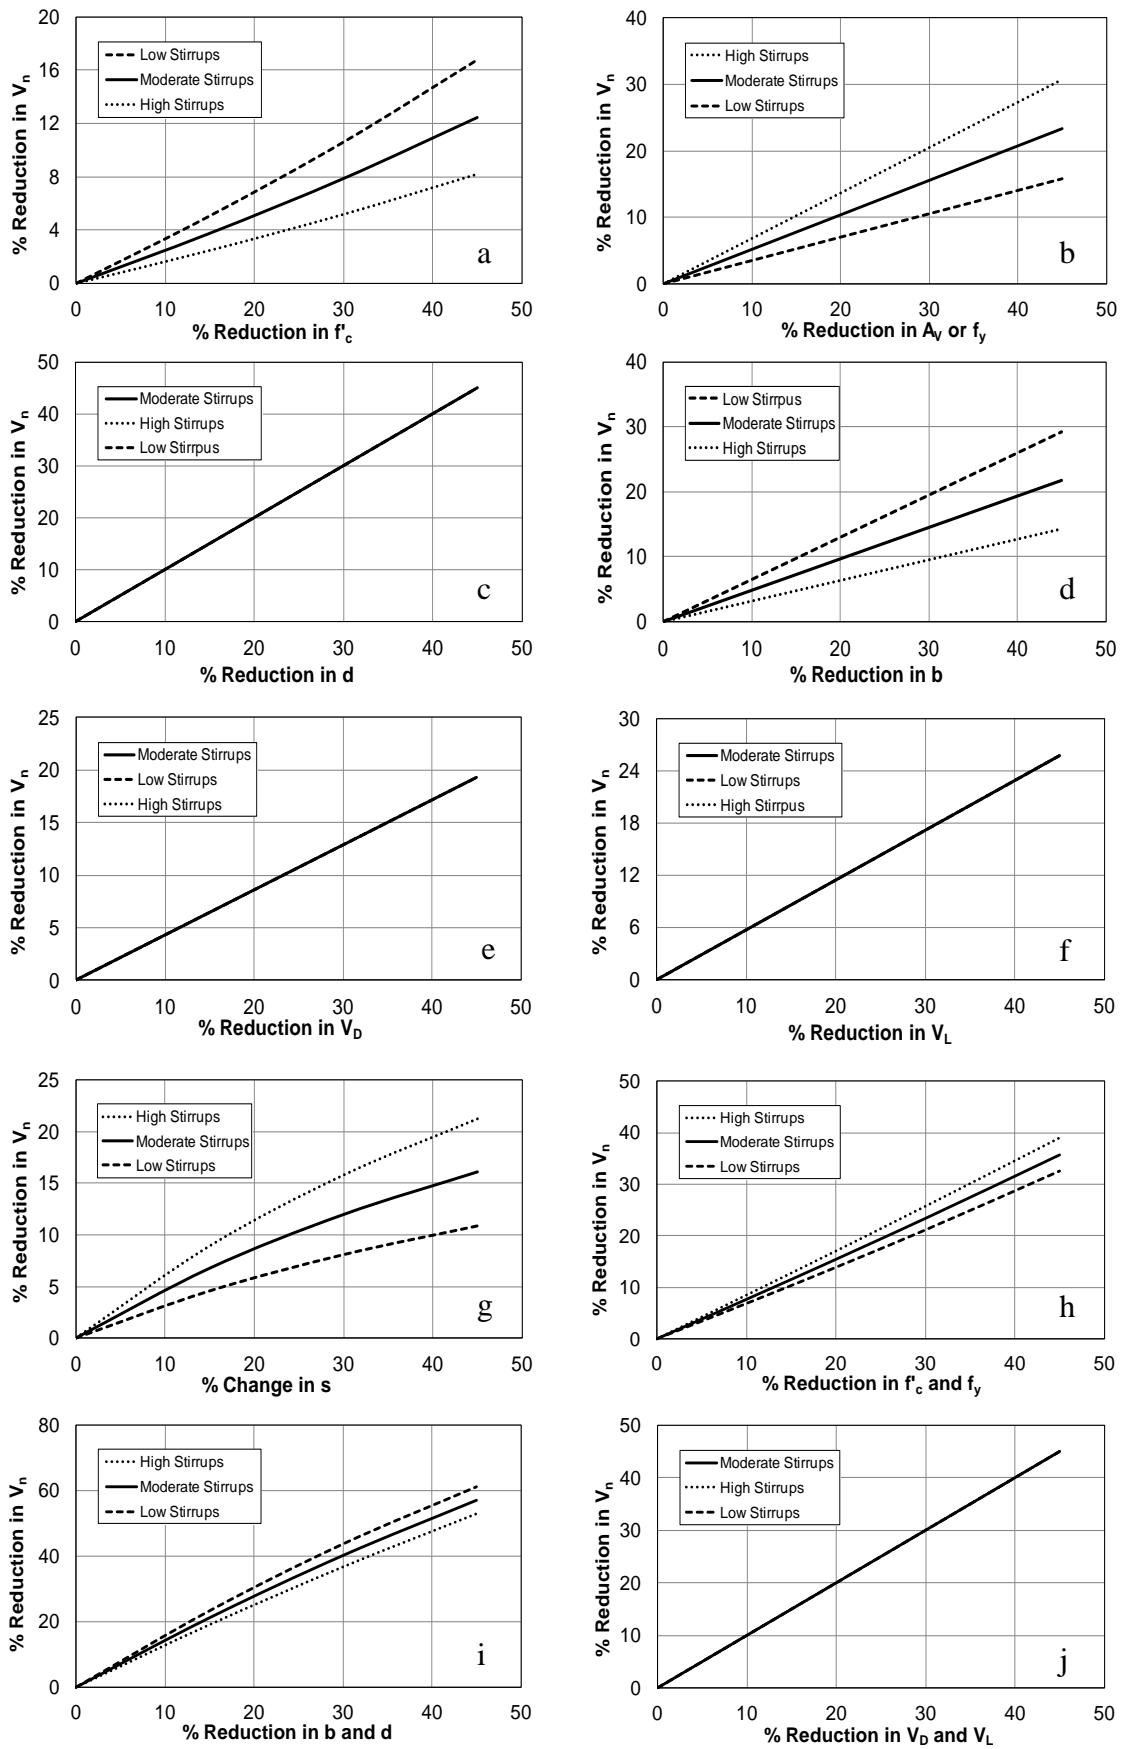 20
16
12
8
4
0
% Reduction in Vn
Low Stirrups
Moderate Stirrups
High Stirrups
a
0 10 20 30 40 50
% Reduction in f'c
40
30
20
10
0
% Reduction in Vn
High Stirrups
Moderate Stirrups
Low Stirrups
b
0 10 20 30 40 50
% Reduction in AV or fy
50
40
30
20
10
0
% Reduction in Vn
Moderate Stirrups
High Stirrups
Low Stirrpus
c
0 10 20 30 40 50
% Reduction in d
40
30
20
10
0
% Reduction in Vn
Low Stirrpus
Moderate Stirrups
High Stirrups
d
0 10 20 30 40 50
% Reduction in b
25
20
15
10
5
0
% Reduction in Vn
Moderate Stirrups
Low Stirrups
High Stirrups
e
0 10 20 30 40 50
% Reduction in VD
30
24
18
12
6
0
% Reduction in Vn
Moderate Stirrups
Low Stirrups
High Stirrpus
f
0 10 20 30 40 50
% Reduction in VL
25
20
15
10
5
0
% Reduction in Vn
High Stirrups
Moderate Stirrups
Low Stirrups
g
0 10 20 30 40 50
% Change in s
50
40
30
20
10
0
% Reduction in Vn
High Stirrups
Moderate Stirrups
Low Stirrups
h
0 10 20 30 40 50
% Reduction in f'c and fy
80
60
40
20
0
% Reduction in Vn
High Stirrups
Moderate Stirrups
Low Stirrups
i
0 10 20 30 40 50
% Reduction in b and d
50
40
30
20
10
0
% Reduction in Vn
Moderate Stirrups
High Stirrups
Low Stirrups
j
0 10 20 30 40 50
% Reduction in VD and VL